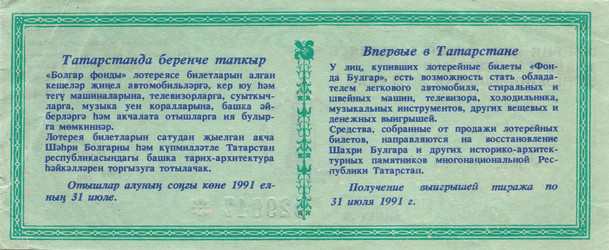 Татарстанда беренче тапкыр
«Болгар фонды» лотереясе билетларын алган
кешеләр җиңел автомобильләргә, кер юу һәм
тегү машиналарына, телевизорларга, суыткыч-
ларга, музыка уен коралларына, башка әй-
берләргә һәм акчалата отышларга ия булыр-
га мөмкиннәр.
Лотерея билетларын сатудан җыелган акча
Шәһри Болгарны һәм күпмилләтле Татарстан
республикасындагы башка тарих-архитектура
һәйкәлләрен торгызуга тотылачак.
Отышлар алуның соңгы көне 1991 ел-
ның 31 июле.
Впервые в Татарстане
У лиц, купивших лотерейные билеты «Фон-
да Булгар», есть возможность стать облада-
телем легкового автомобиля, стиральных и
швейных машин, телевизора, холодильника,
музыкальных инструментов, других вещевых и
денежных выигрышей.
Средства, собранные от продажи лотерейных
билетов, направляются на восстановление
Шахри Булгара и других историко-архитек-
турных памятников многонациональной Рес-
публики Татарстан.
Получение выигрышей тиража по
31 июля 1991 г.